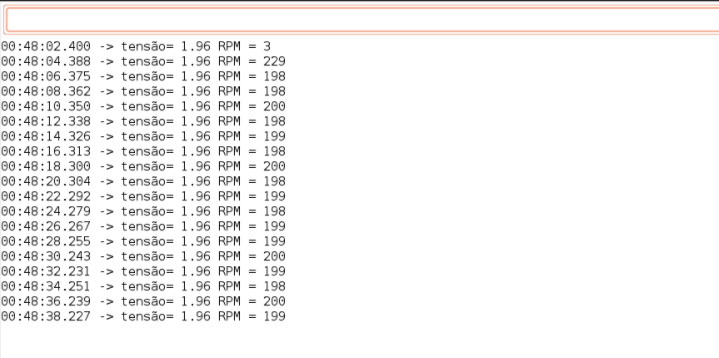 00:48:02.400 -> tensão= 1.96 RPM = 3
00:48:04.388 -> tensão= 1.96 RPM = 229
00:48:06.375 -> tensão= 1.96 RPM = 198
00:48:08.362 -> tensão= 1.96 RPM = 198
00:48:10.350 -> tensão= 1.96 RPM = 200
00:48:12.338 -> tensão= 1.96 RPM = 198
00:48:14.326 -> tensão= 1.96 RPM = 199
00:48:16.313 -> tensão= 1.96 RPM = 198
00:48:18.300 -> tensão= 1.96 RPM = 200
00:48:20.304 -> tensão= 1.96 RPM = 198
00:48:22.292 -> tensão= 1.96 RPM = 199
00:48:24.279 -> tensão= 1.96 RPM = 198
00:48:26.267 -> tensão= 1.96 RPM = 199
00:48:28.255 -> tensão= 1.96 RPM = 199
00:48:30.243 -> tensão= 1.96 RPM = 200
00:48:32.231 -> tensão= 1.96 RPM = 199
00:48:34.251 -> tensão= 1.96 RPM = 198
00:48:36.239 -> tensão= 1.96 RPM = 200
00:48:38.227 -> tensão= 1.96 RPM = 199